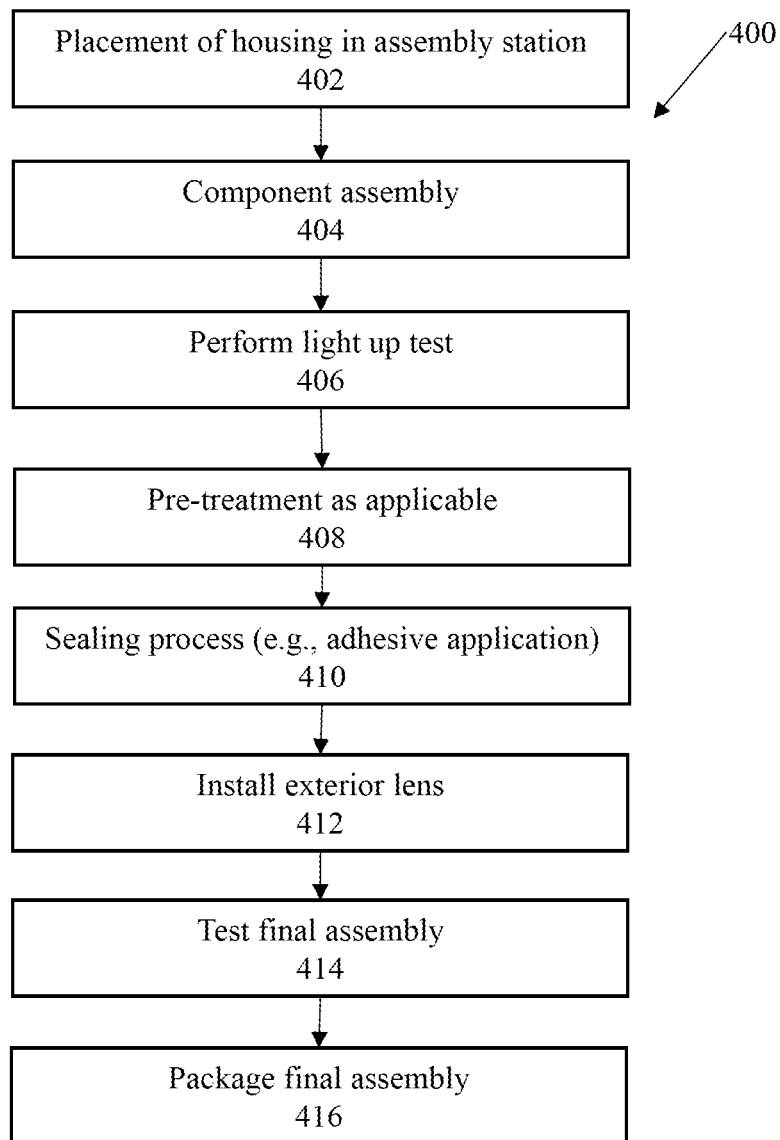 Placement of housing in assembly station
402
400
Component assembly
404
Perform light up test
406
Pre-treatment as applicable
408
Sealing process (e.g., adhesive application)
410
Install exterior lens
412
Test final assembly
414
Package final assembly
416